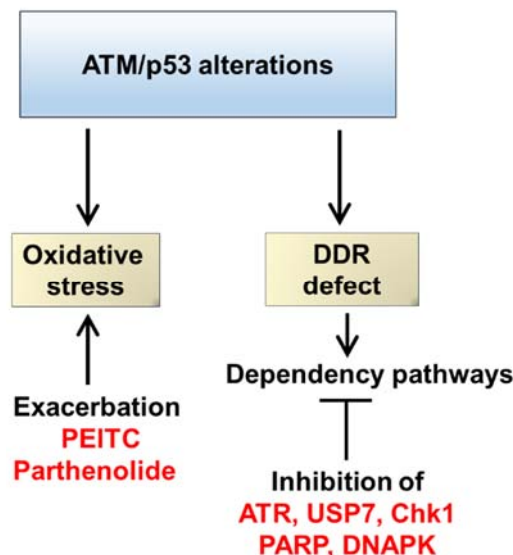 ATM/p53 alterations
Oxidative
stress
DDR
defect
Dependency pathways
Exacerbation
PEITC
Parthenolide
Inhibition of
ATR, USP7, Chk1
PARP, DNAPK